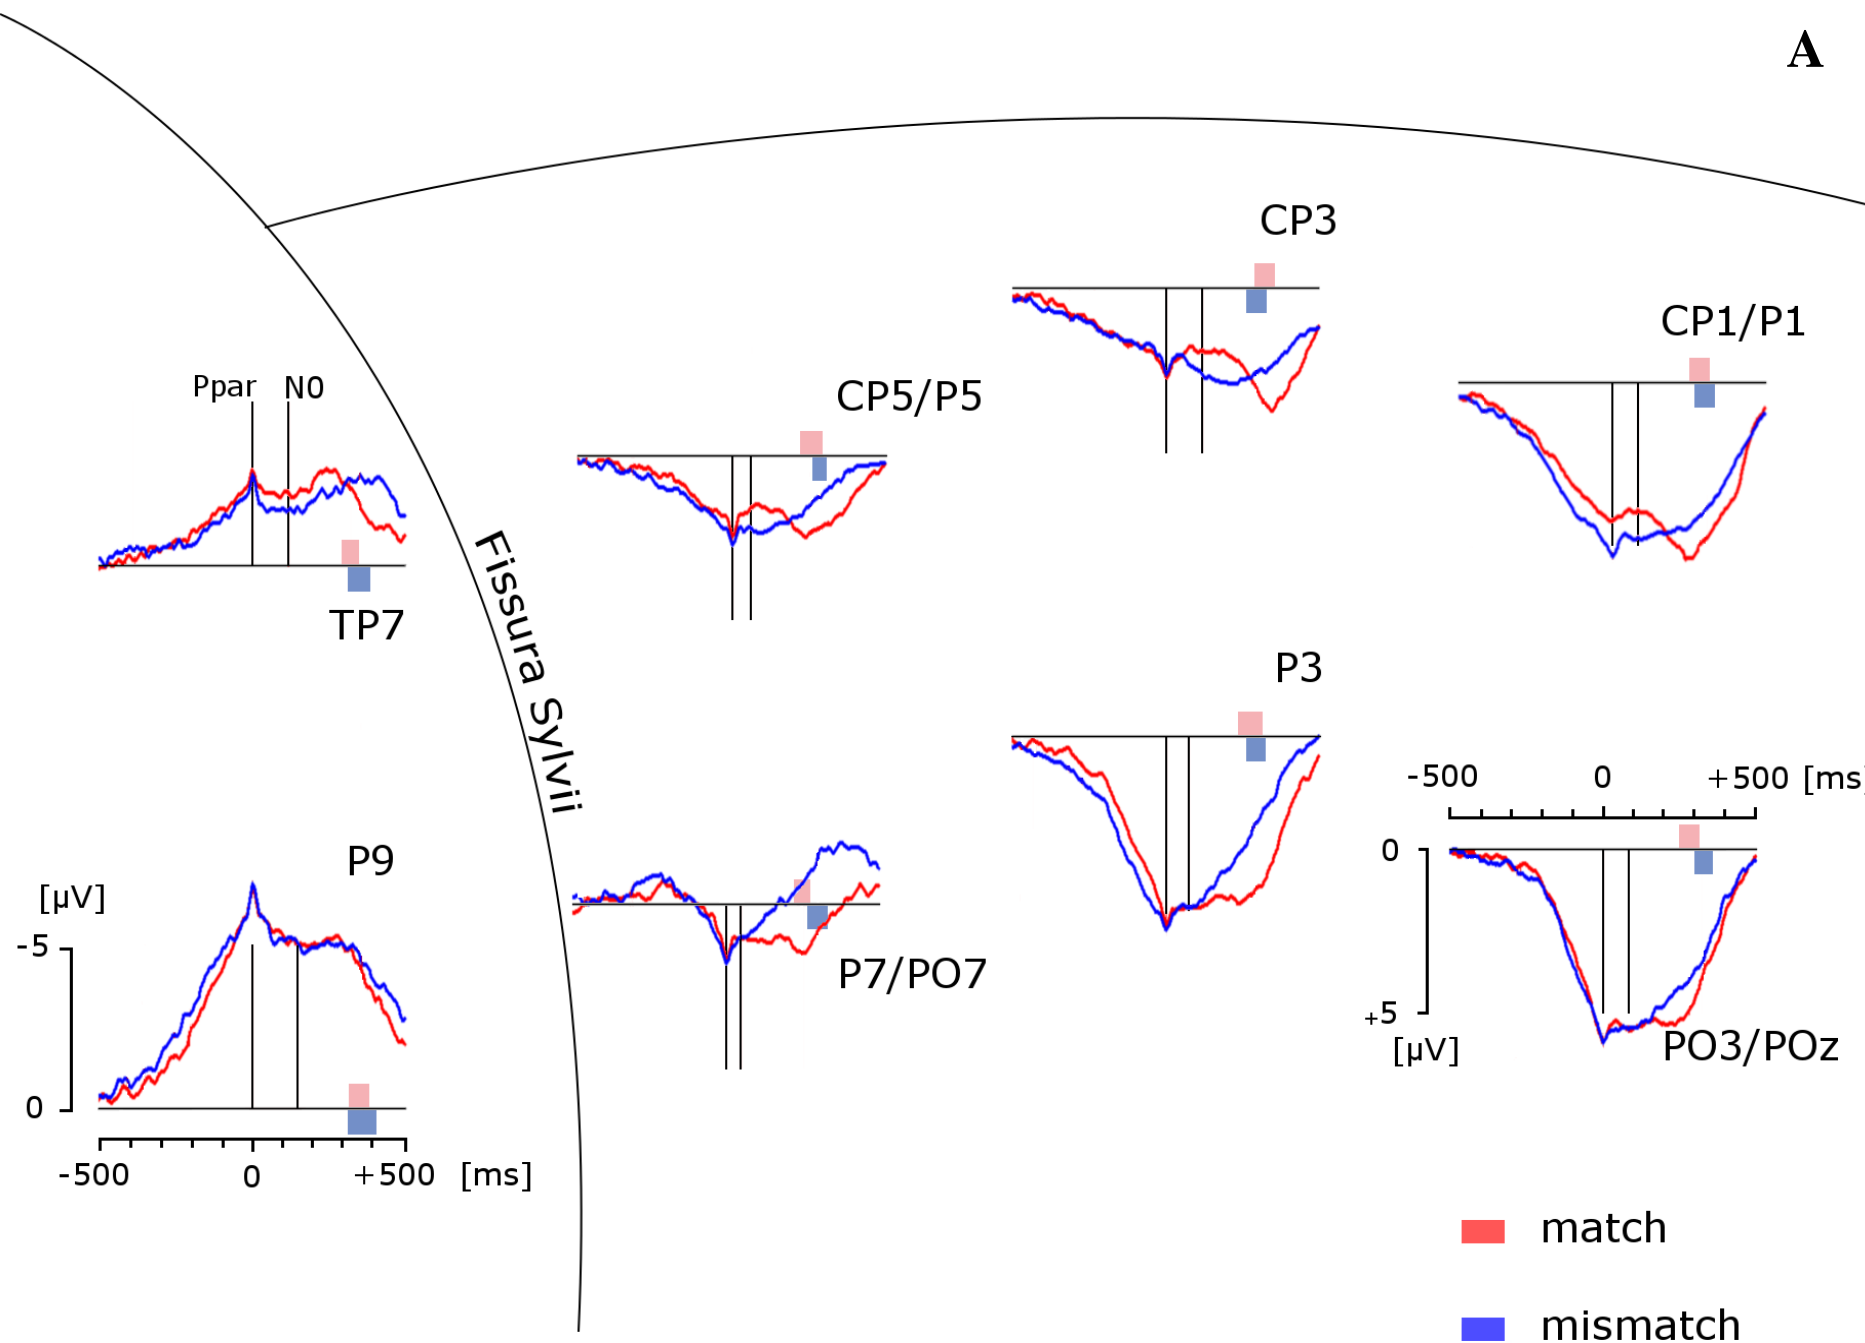 A
CP3
CP1/P1
Ppar N0
CP5/P5
Fissura Sylvii
TP7
P3
-500 0 +500 [ms]
P9
0
[µV]
-5
P7/PO7
+5
[µV]
PO3/POz
0
-500 0 +500 [ms]
match
mismatch